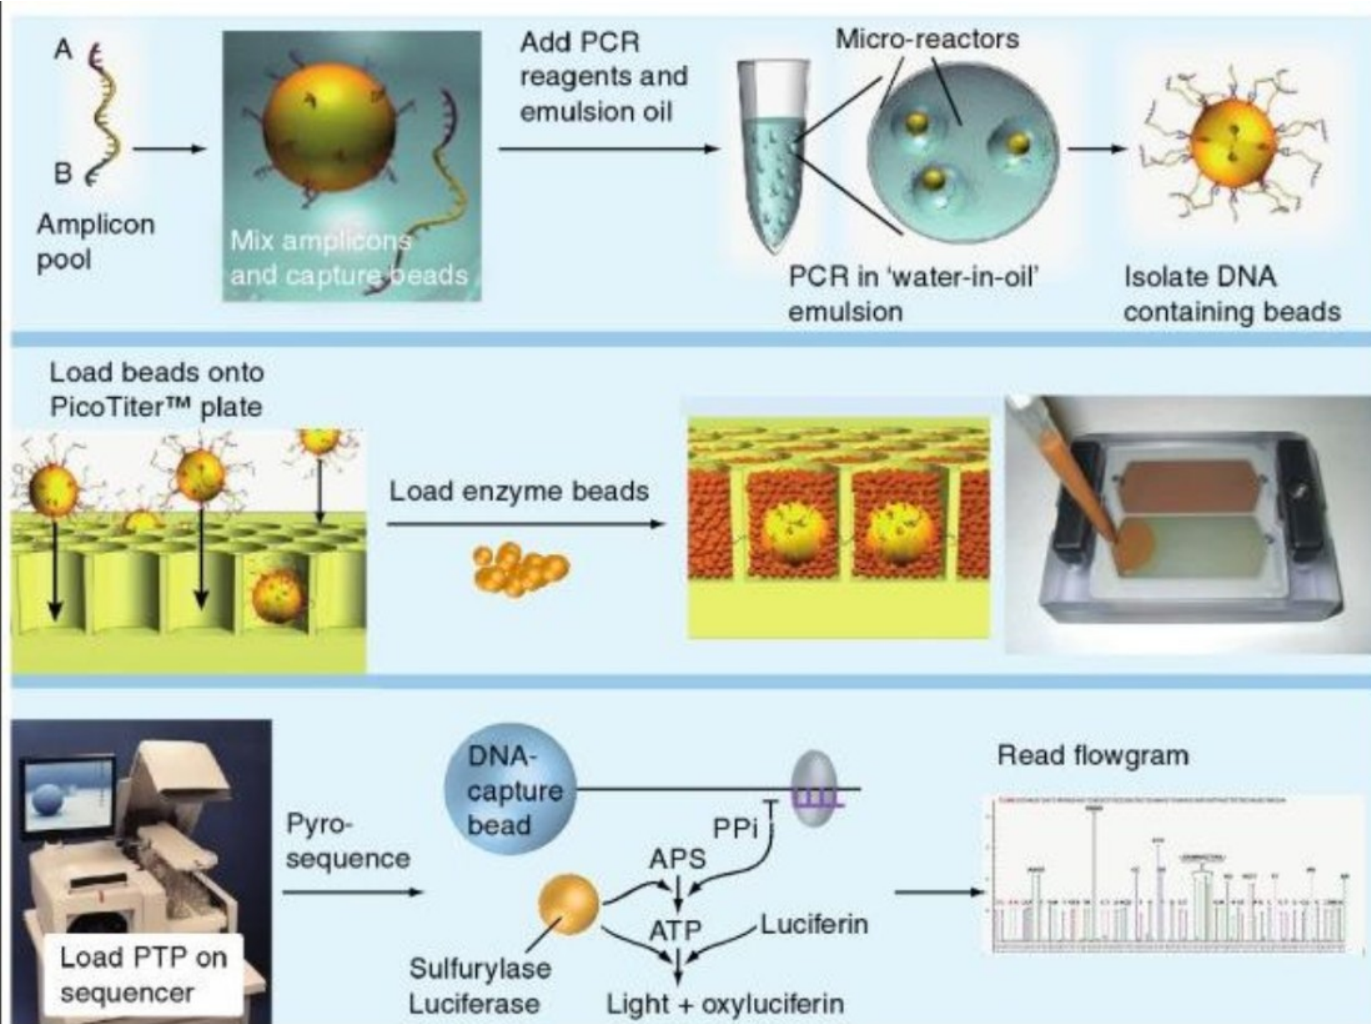 A
B
Amplicon
pool
Mix amplicons
and capture beads
Add PCR
reagents and
emulsion oil
Micro-reactors
PCR in ‘water-in-oil’
emulsion
Isolate DNA
containing beads
Load beads onto
PicoTiter™ plate
Load enzyme beads
Load PTP on
sequencer
Pyro-
sequence
DNA-
capture
bead
PPi
APS
ATP
Luciferin
Sulfurylase
Luciferase
Light + oxyluciferin
Read flowgram